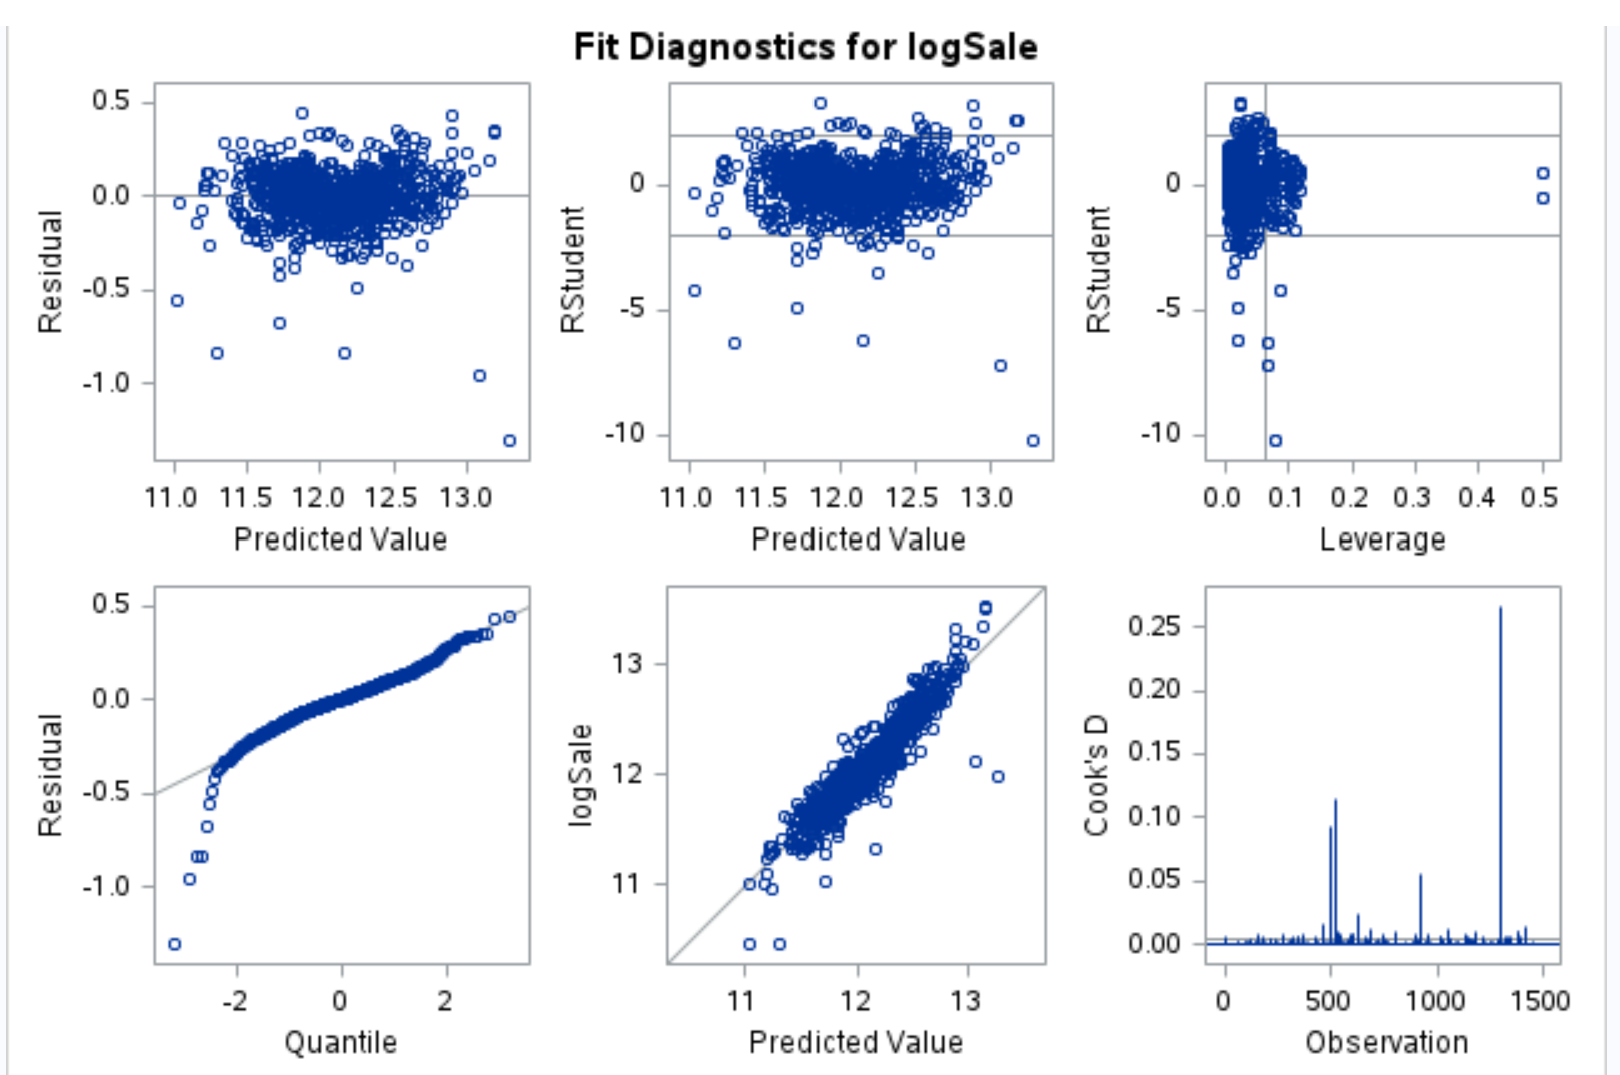 Fit Diagnostics for logSale
0.5
0.0
-0.5
-1.0
Residual
11.0 11.5 12.0 12.5 13.0
Predicted Value
0
-5
-10
RStudent
11.0 11.5 12.0 12.5 13.0
Predicted Value
0
-5
-10
RStudent
0.0 0.1 0.2 0.3 0.4 0.5
Leverage
0.5
0.0
-0.5
-1.0
Residual
-2 0 2
Quantile
13
12
11
logSale
11 12 13
Predicted Value
0.25
0.20
0.15
0.10
0.05
0.00
Cook's D
0 500 1000 1500
Observation